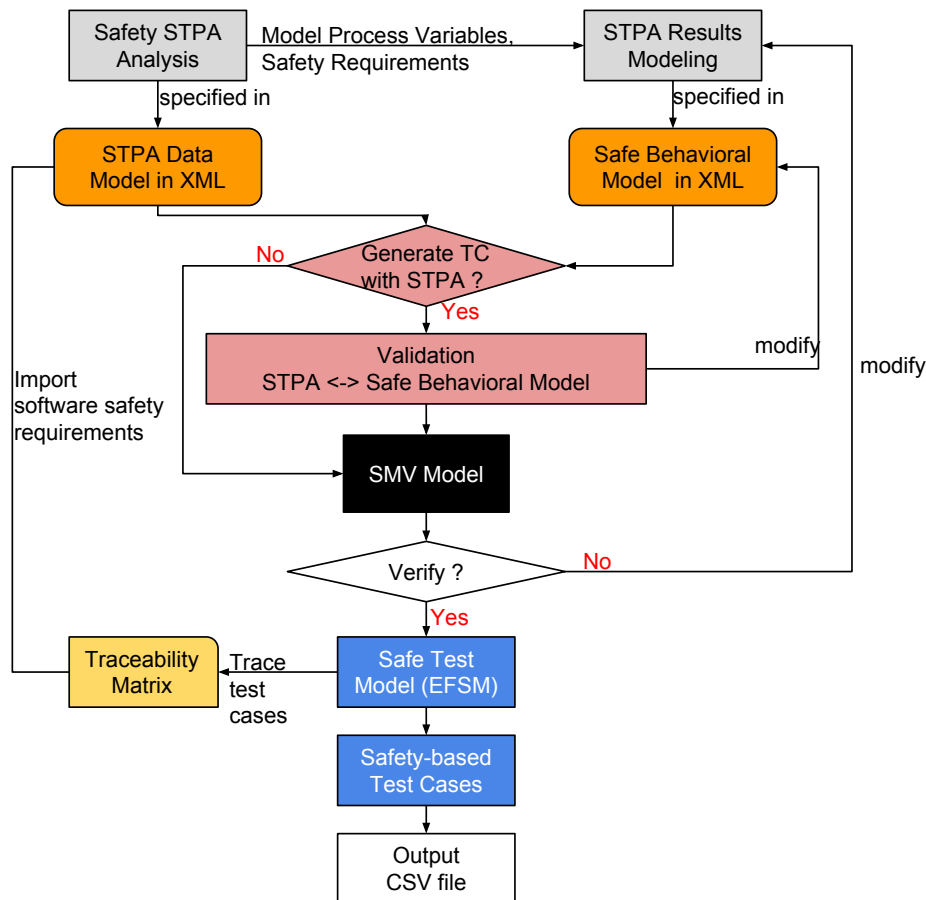 Safety STPA
Analysis
Model Process Variables,
Safety Requirements
STPA Results
Modeling
specified in
specified in
STPA Data
Model in XML
Safe Behavioral
Model in XML
No
Generate TC
with STPA ?
Yes
Validation
STPA <-> Safe Behavioral Model
modify
modify
Import
software safety
requirements
SMV Model
Verify ?
No
Yes
Traceability
Matrix
Trace
test
cases
Safe Test
Model (EFSM)
Safety-based
Test Cases
Output
CSV file